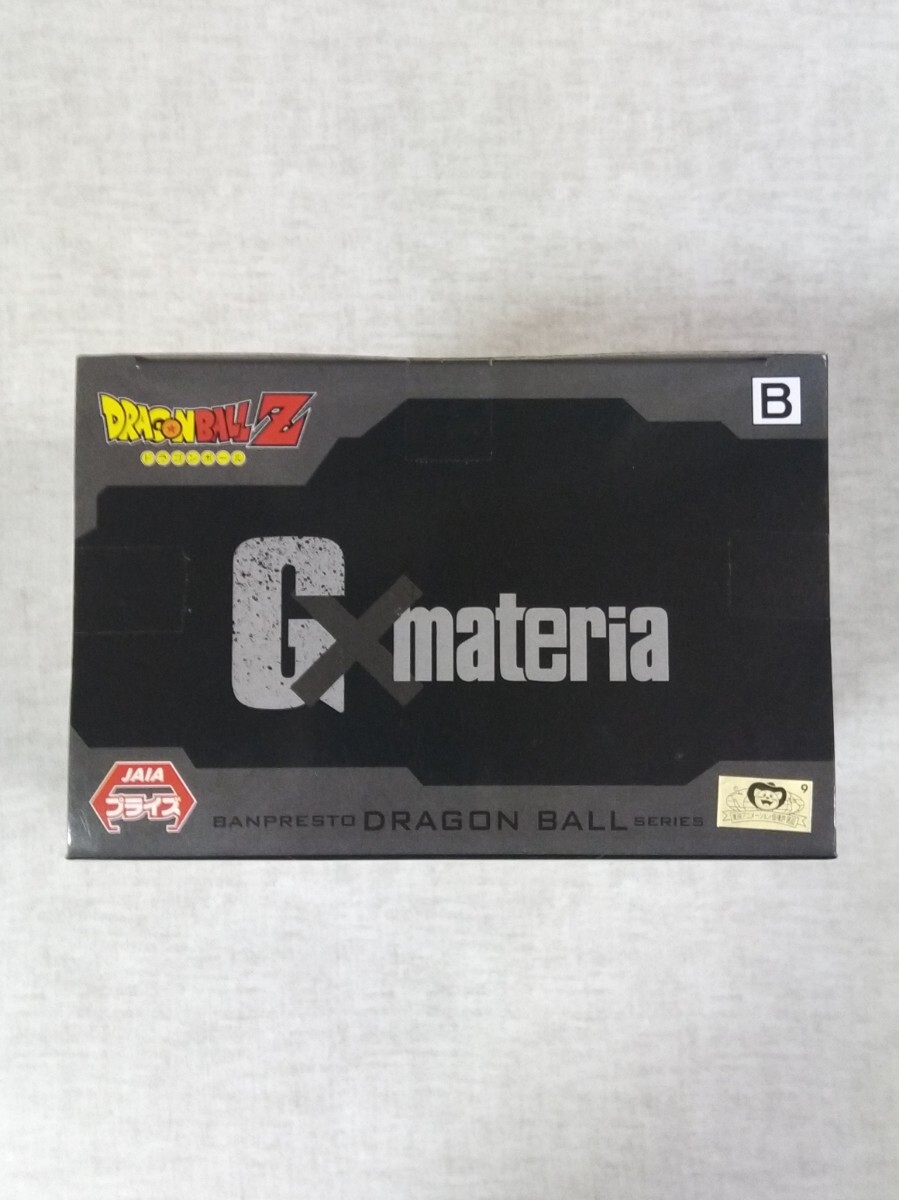 DRAGON BALL Z
ドラゴンボール
B
G×materia
JAIA
プライズ
BANPRESTO DRAGON BALL SERIES
9